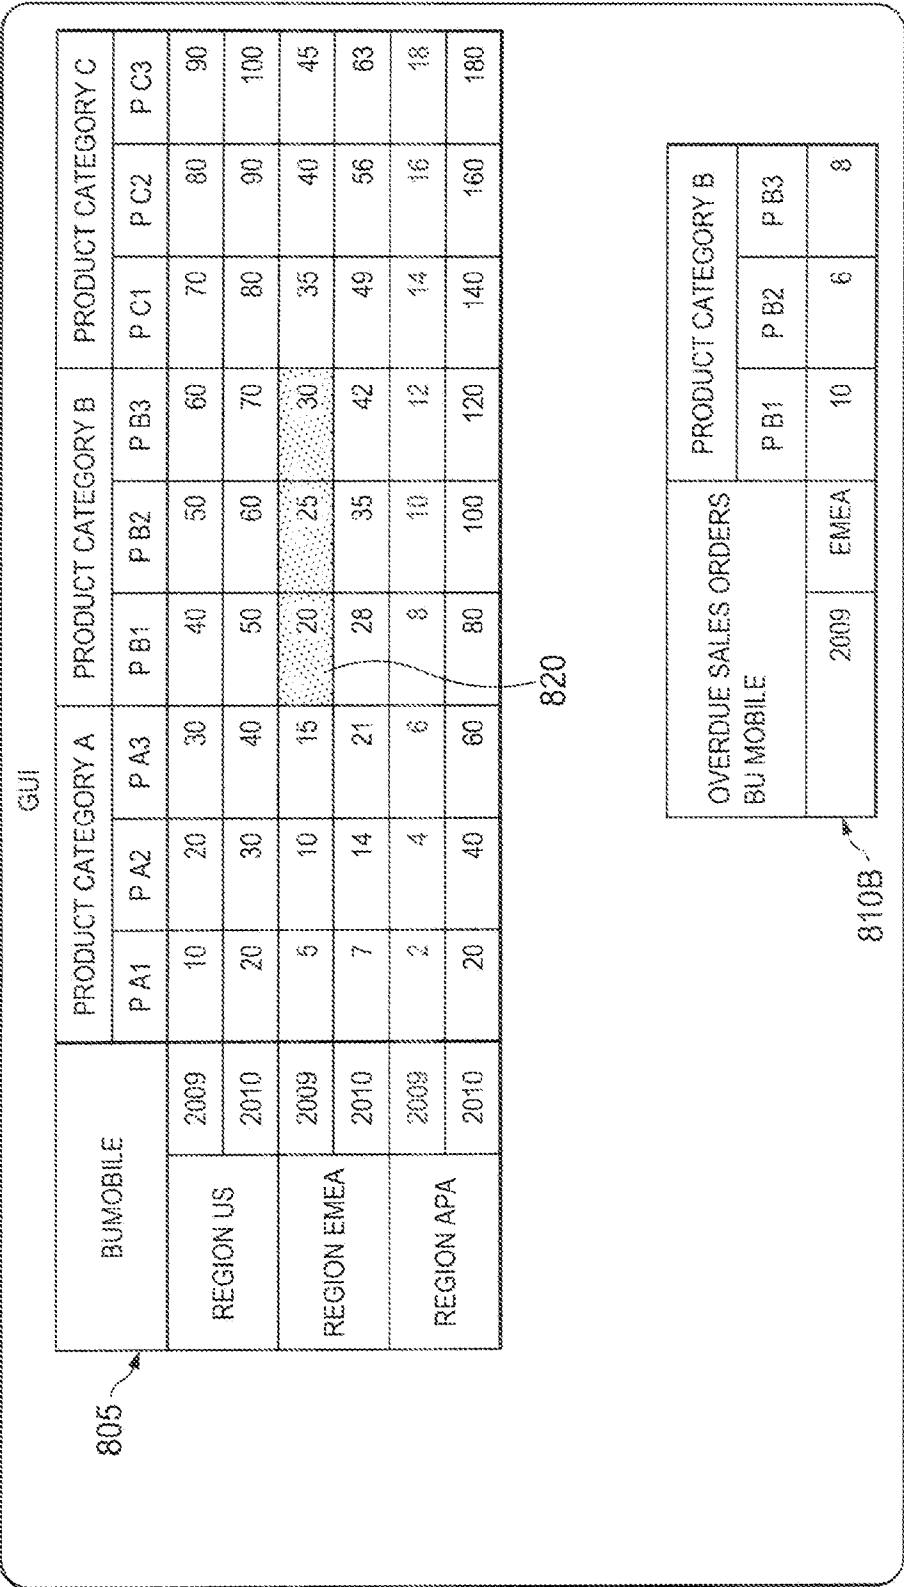 GUI
805
BUMOBILE PRODUCT CATEGORY A PRODUCT CATEGORY B PRODUCT CATEGORY C
P A1 P A2 P A3 P B1 P B2 P B3 P C1 P C2 P C3
REGION US 2009 10 20 30 40 50 60 70 80 90
2010 20 30 40 50 60 70 80 90 100
REGION EMEA 2009 5 10 15 20 25 30 35 40 45
2010 7 14 21 28 35 42 49 56 63
REGION APA 2009 2 4 6 8 10 12 14 16 18
2010 20 40 60 80 100 120 140 160 180
820
OVERDUE SALES ORDERS
BU MOBILE
PRODUCT CATEGORY B
P B1 P B2 P B3
2009 EMEA 10 6 8
810B